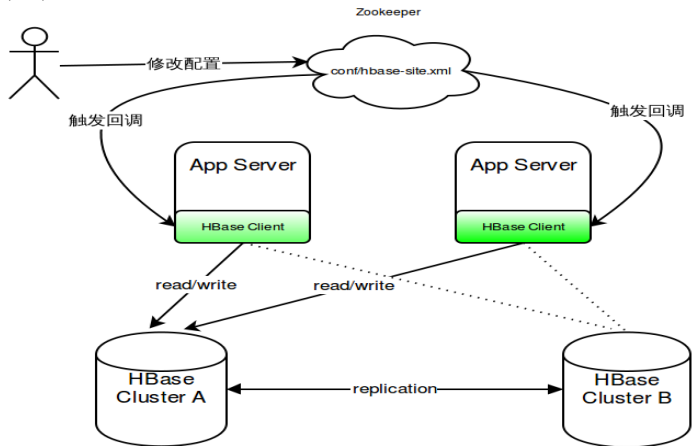 Zookeeper
修改配置
conf/hbase-site.xml
触发回调
触发回调
App Server
App Server
HBase Client
HBase Client
read/write
read/write
HBase
Cluster A
replication
HBase
Cluster B